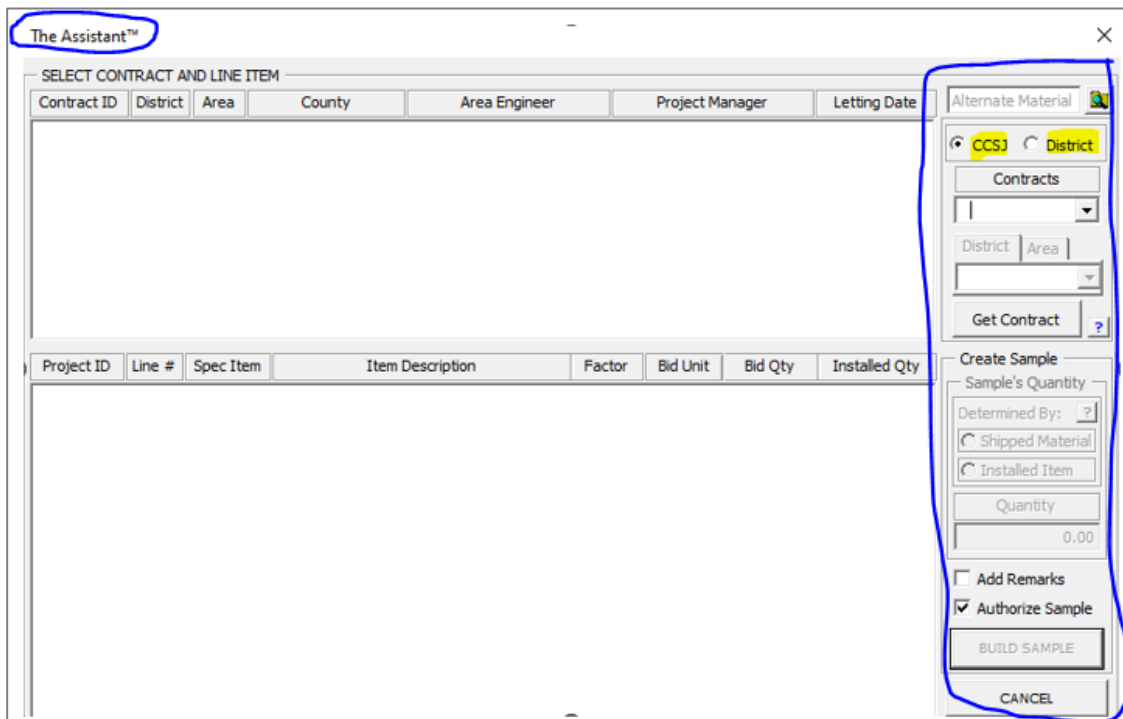 The Assistant™
SELECT CONTRACT AND LINE ITEM
Contract ID District Area County Area Engineer Project Manager Letting Date
Alternate Material
CCSJ District
Contracts
District Area
Get Contract ?
Project ID Line # Spec Item Item Description Factor Bid Unit Bid Qty Installed Qty
Create Sample
Sample's Quantity
Determined By: ?
Shipped Material
Installed Item
Quantity
0.00
Add Remarks
Authorize Sample
BUILD SAMPLE
CANCEL